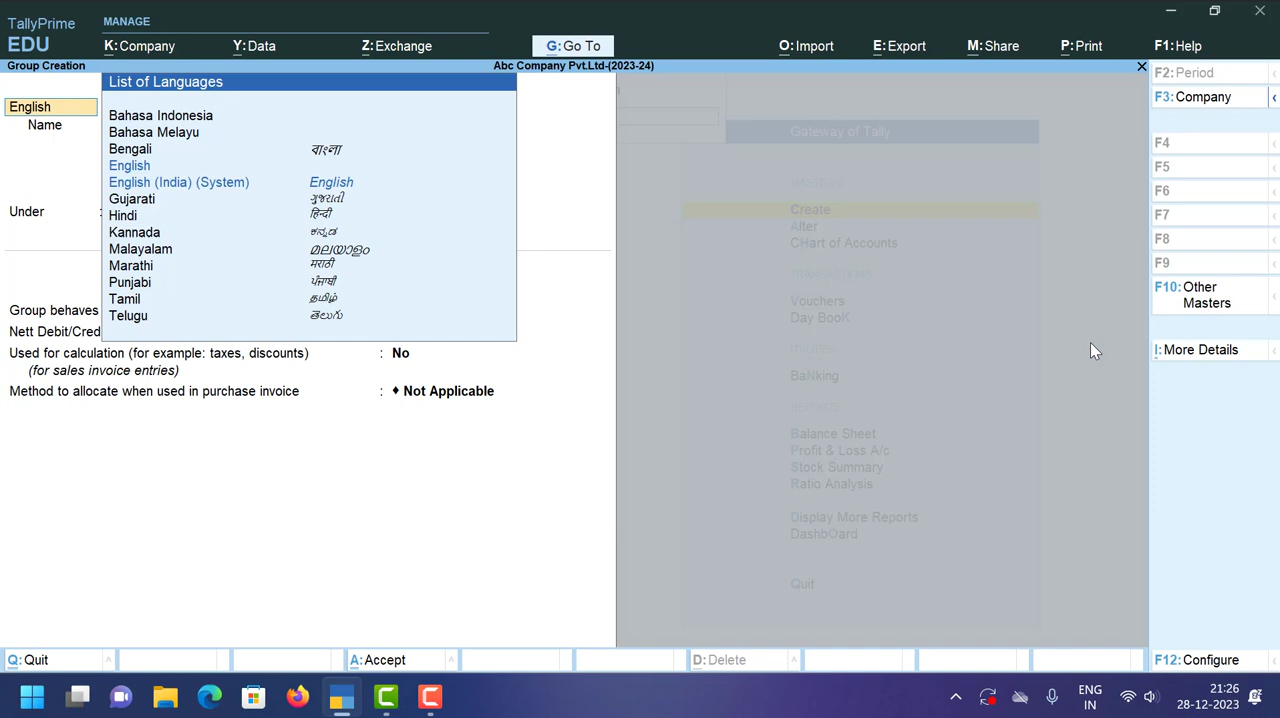 TallyPrime
EDU
MANAGE
K:Company
Y:Data
Z:Exchange
G:Go To
O:Import
E:Export
M:Share
P:Print
F1:Help
Group Creation
Abc Company Pvt.Ltd-(2023-24)
English
Name
Under
List of Languages
Bahasa Indonesia
Bahasa Melayu
Bengali বাংলা
English
English (India) (System) English
Gujarati ગુજરાતી
Hindi हिन्दी
Kannada ಕನ್ನಡ
Malayalam മലയാളം
Marathi मराठी
Punjabi ਪੰਜਾਬੀ
Tamil தமிழ்
Telugu తెలుగు
Group behaves
Nett Debit/Cred
Used for calculation (for example: taxes, discounts) : No
(for sales invoice entries)
Method to allocate when used in purchase invoice : ♦ Not Applicable
Gateway of Tally
MASTERS
Create
Alter
CHart of Accounts
TRANSACTIONS
Vouchers
Day BooK
UTILITIES
BaNking
REPORTS
Balance Sheet
Profit & Loss A/c
Stock Summary
Ratio Analysis
Display More Reports
DashbOard
Quit
F2:Period
F3:Company
F4
F5
F6
F7
F8
F9
F10:Other
Masters
I:More Details
Q:Quit
A:Accept
D:Delete
F12:Configure
ENG
IN
21:26
28-12-2023